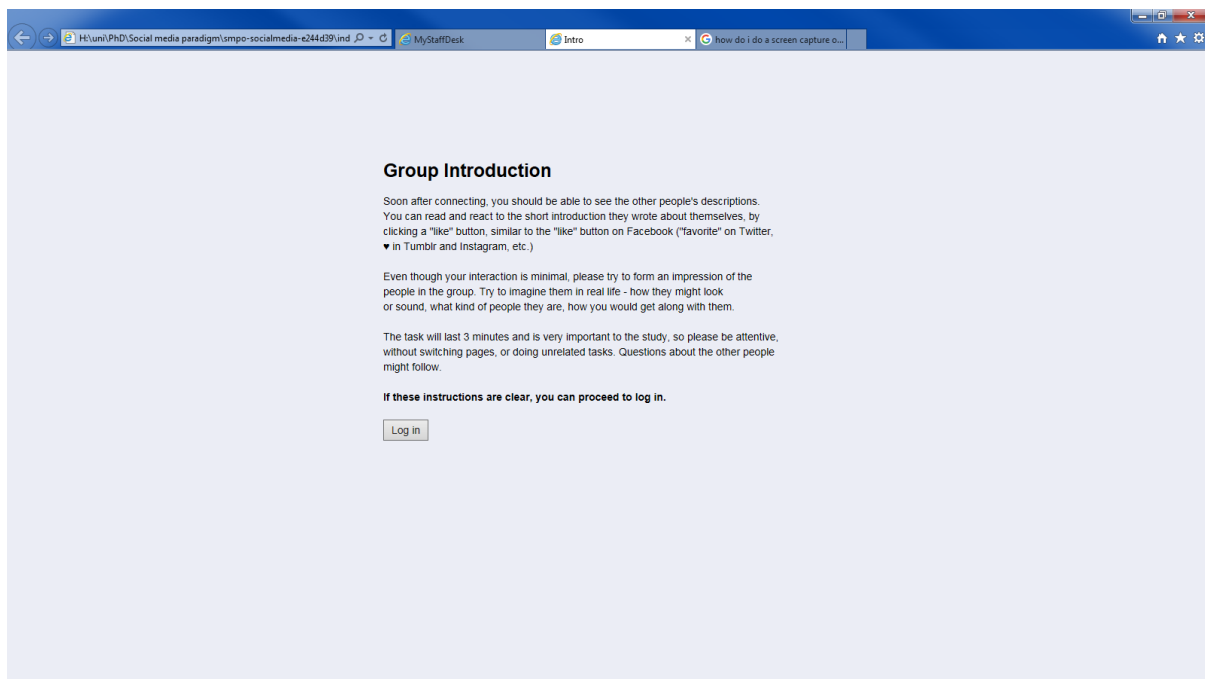 H:\uni\PhD\Social media paradigm\smpo-socialmedia-e244d39\ind
MyStaffDesk
Intro
how do i do a screen capture o...
Group Introduction
Soon after connecting, you should be able to see the other people's descriptions.
You can read and react to the short introduction they wrote about themselves, by
clicking a "like" button, similar to the "like" button on Facebook ("favorite" on Twitter,
♥ in Tumblr and Instagram, etc.)
Even though your interaction is minimal, please try to form an impression of the
people in the group. Try to imagine them in real life - how they might look
or sound, what kind of people they are, how you would get along with them.
The task will last 3 minutes and is very important to the study, so please be attentive,
without switching pages, or doing unrelated tasks. Questions about the other people
might follow.
If these instructions are clear, you can proceed to log in.
Log in